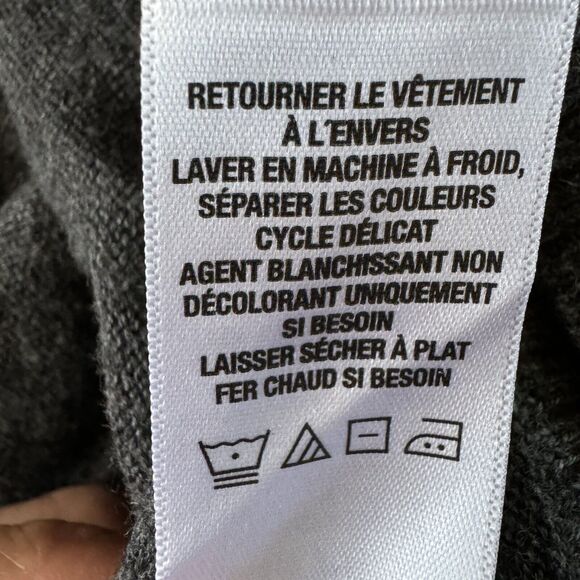 RETOURNER LE VÊTEMENT
À L'ENVERS
LAVER EN MACHINE À FROID,
SÉPARER LES COULEURS
CYCLE DÉLICAT
AGENT BLANCHISSANT NON
DÉCOLORANT UNIQUEMENT
SI BESOIN
LAISSER SÉCHER À PLAT
FER CHAUD SI BESOIN